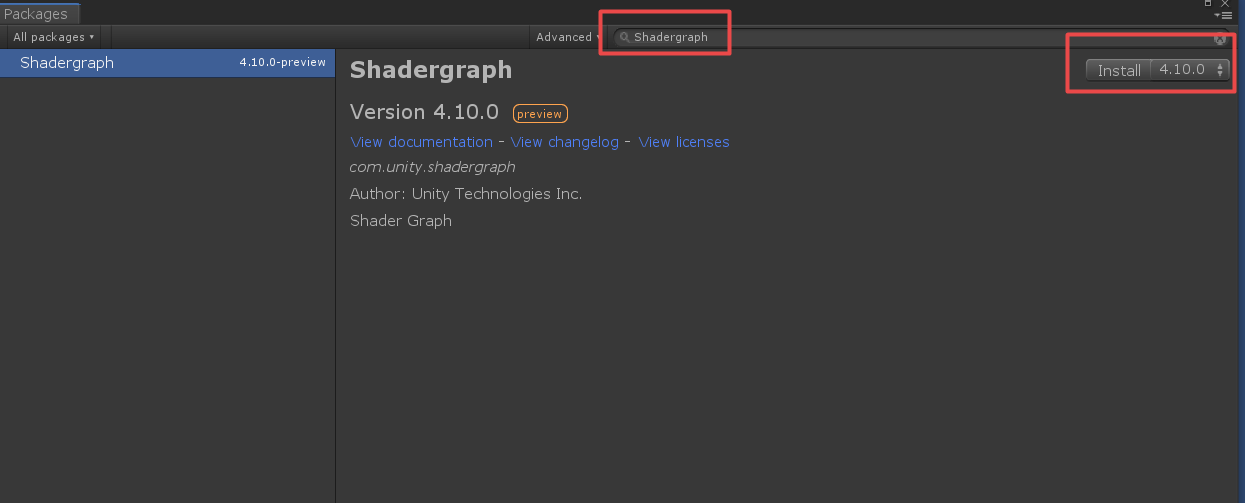 Packages
All packages Advanced Shadergraph
Shadergraph 4.10.0-preview
Shadergraph Install 4.10.0
Version 4.10.0 preview
View documentation - View changelog - View licenses
com.unity.shadergraph
Author: Unity Technologies Inc.
Shader Graph